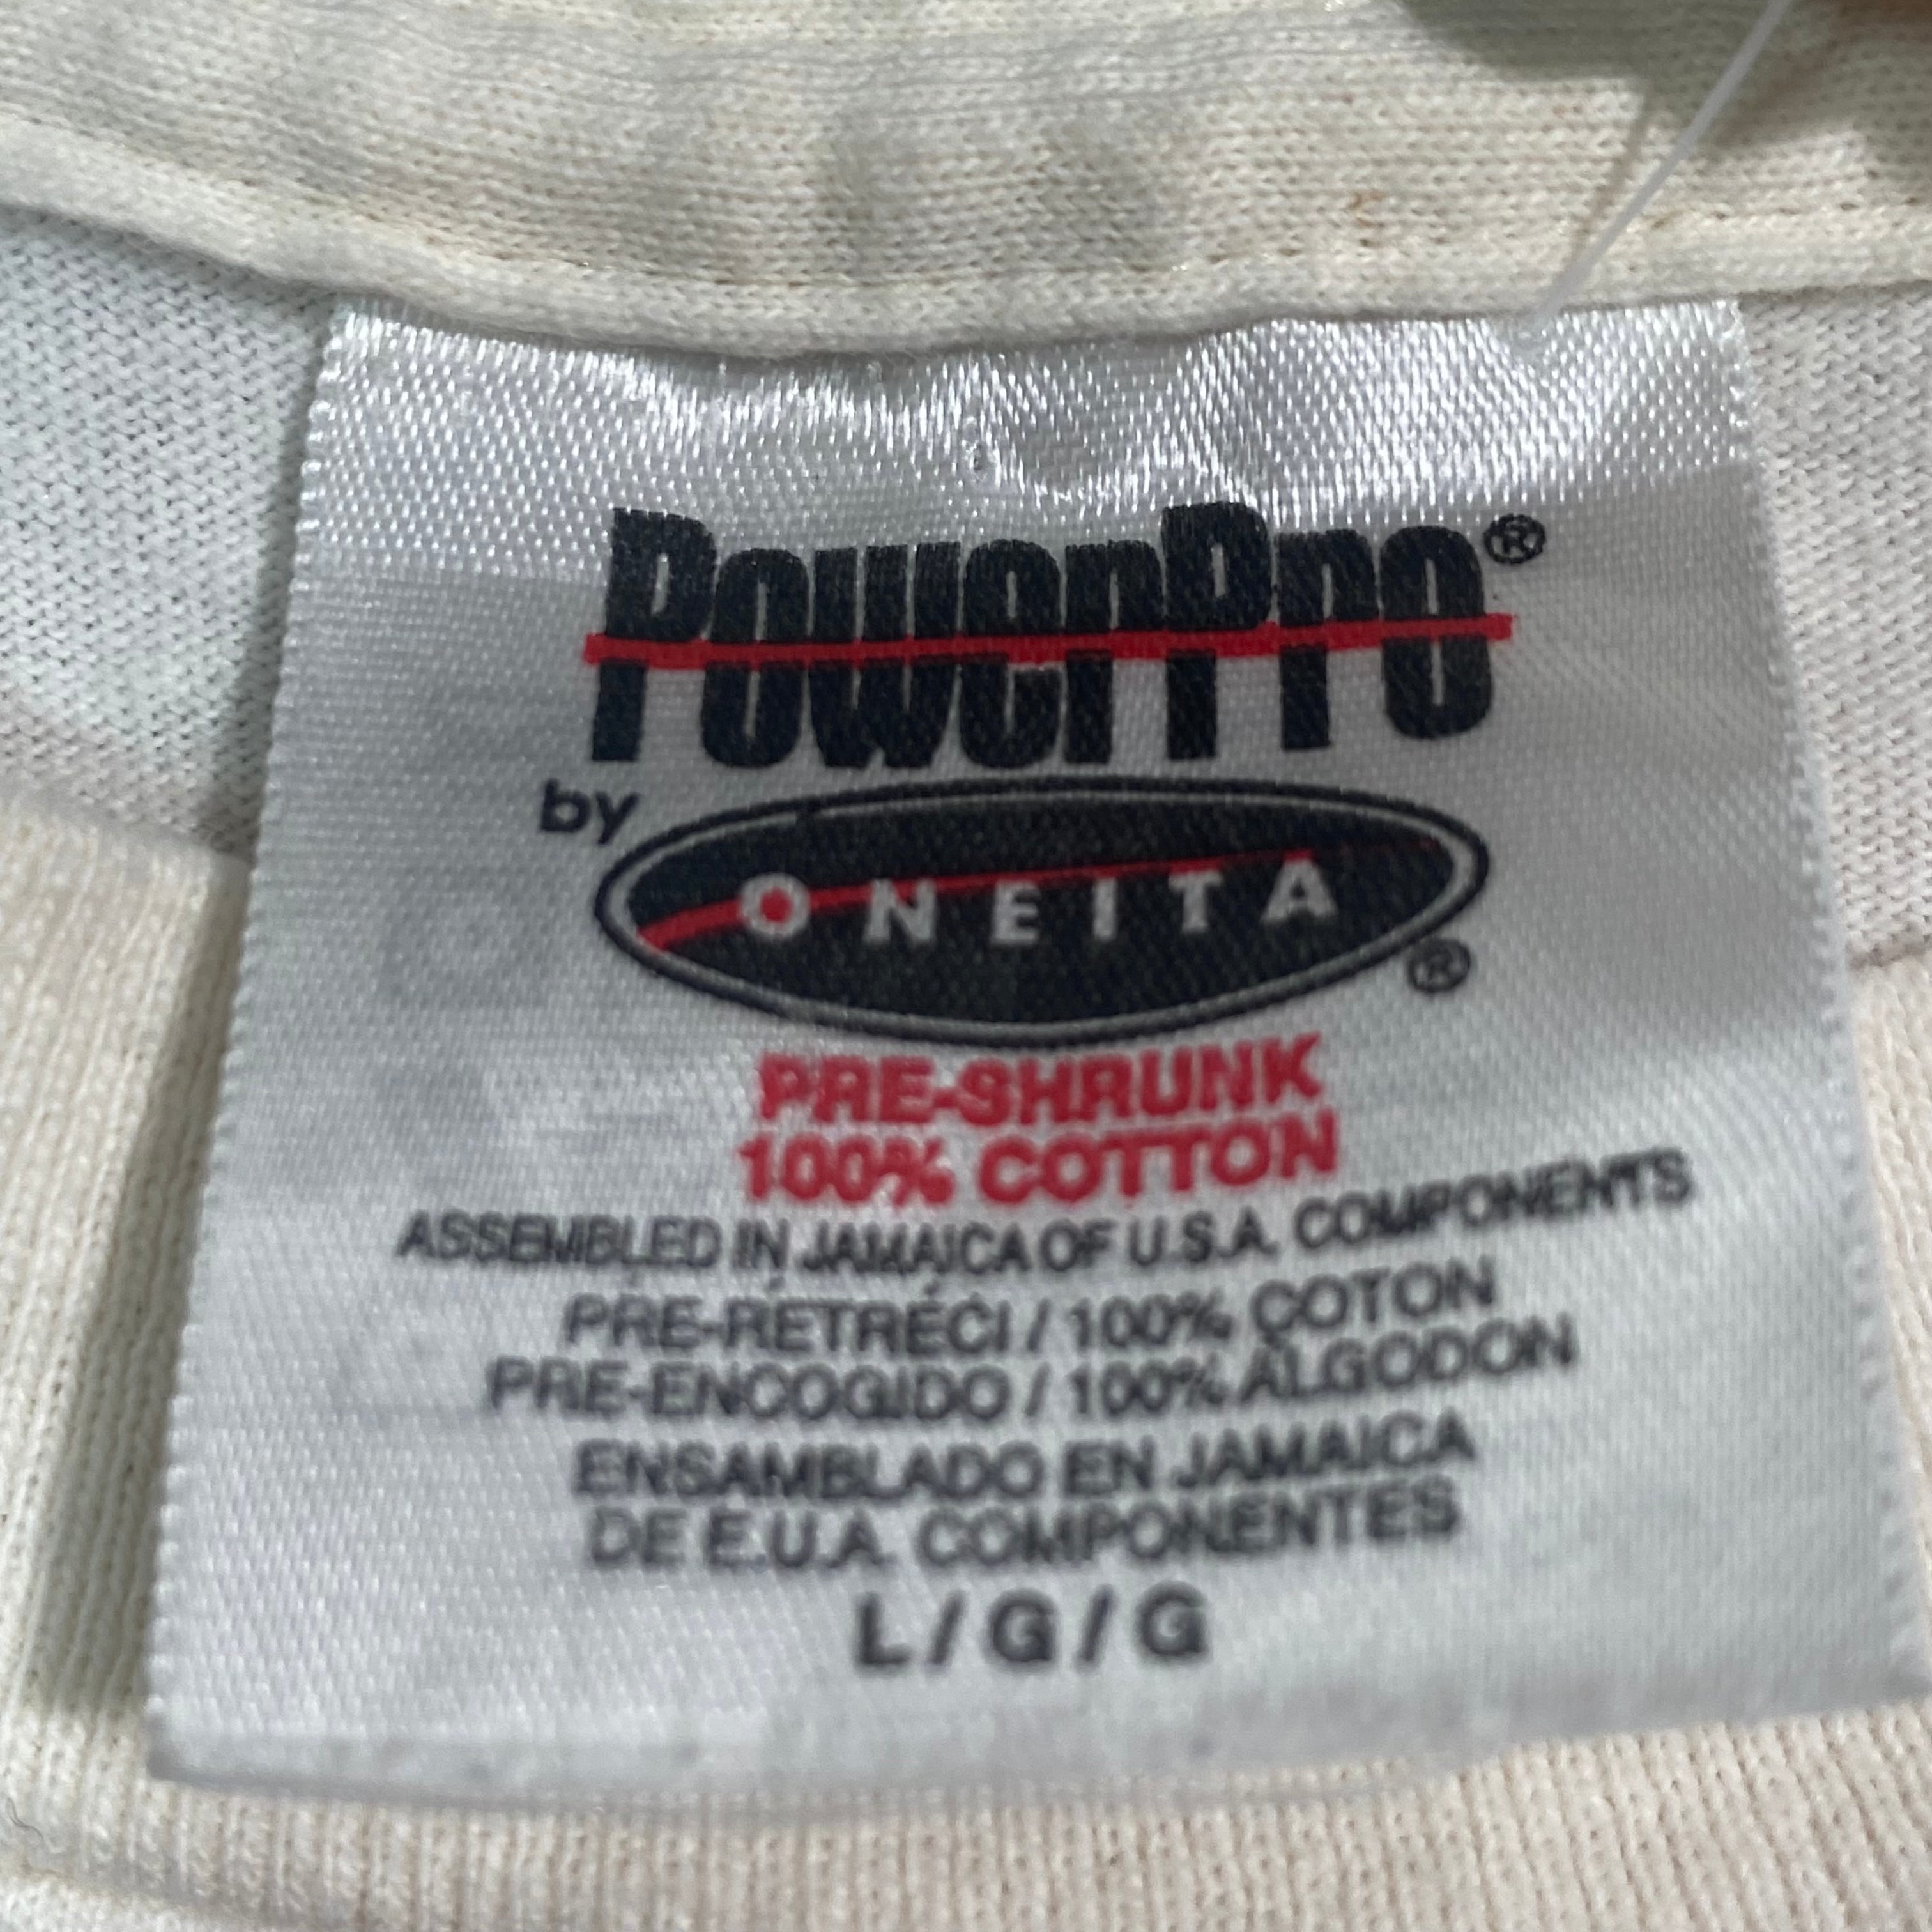 PowerPro®
by ONEITA®
PRE-SHRUNK
100% COTTON
ASSEMBLED IN JAMAICA OF U.S.A. COMPONENTS
PRE-RETRÉCI / 100% COTON
PRE-ENCOGIDO / 100% ALGODON
ENSAMBLADO EN JAMAICA
DE E.U.A. COMPONENTES
L/G/G